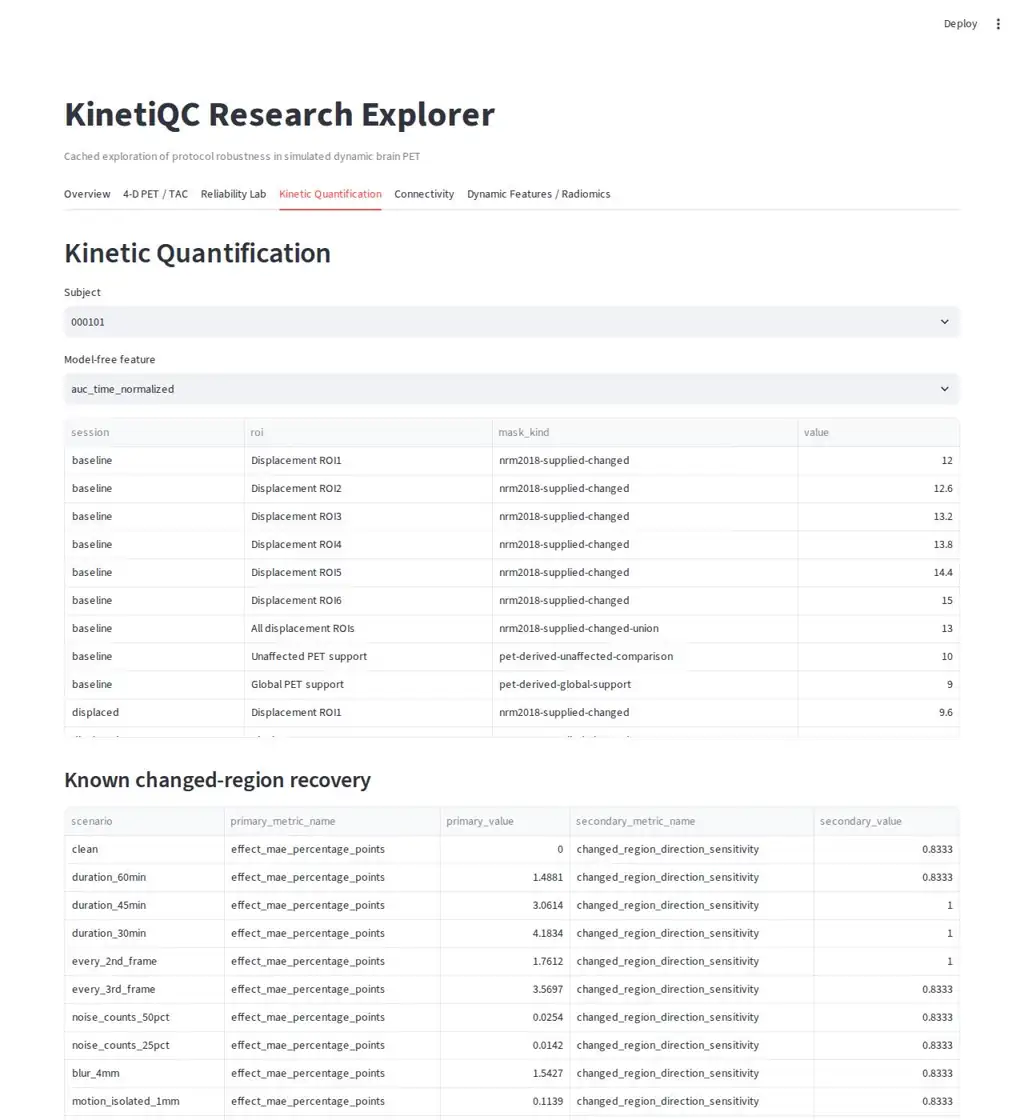 Deploy
KinetiQC Research Explorer
Cached exploration of protocol robustness in simulated dynamic brain PET
Overview 4-D PET / TAC Reliability Lab Kinetic Quantification Connectivity Dynamic Features / Radiomics
Kinetic Quantification
Subject
000101
Model-free feature
auc_time_normalized
session roi mask_kind value
baseline Displacement ROI1 nrm2018-supplied-changed 12
baseline Displacement ROI2 nrm2018-supplied-changed 12.6
baseline Displacement ROI3 nrm2018-supplied-changed 13.2
baseline Displacement ROI4 nrm2018-supplied-changed 13.8
baseline Displacement ROI5 nrm2018-supplied-changed 14.4
baseline Displacement ROI6 nrm2018-supplied-changed 15
baseline All displacement ROIs nrm2018-supplied-changed-union 13
baseline Unaffected PET support pet-derived-unaffected-comparison 10
baseline Global PET support pet-derived-global-support 9
displaced Displacement ROI1 nrm2018-supplied-changed 9.6
Known changed-region recovery
scenario primary_metric_name primary_value secondary_metric_name secondary_value
clean effect_mae_percentage_points 0 changed_region_direction_sensitivity 0.8333
duration_60min effect_mae_percentage_points 1.4881 changed_region_direction_sensitivity 0.8333
duration_45min effect_mae_percentage_points 3.0614 changed_region_direction_sensitivity 1
duration_30min effect_mae_percentage_points 4.1834 changed_region_direction_sensitivity 1
every_2nd_frame effect_mae_percentage_points 1.7612 changed_region_direction_sensitivity 1
every_3rd_frame effect_mae_percentage_points 3.5697 changed_region_direction_sensitivity 0.8333
noise_counts_50pct effect_mae_percentage_points 0.0254 changed_region_direction_sensitivity 0.8333
noise_counts_25pct effect_mae_percentage_points 0.0142 changed_region_direction_sensitivity 0.8333
blur_4mm effect_mae_percentage_points 1.5427 changed_region_direction_sensitivity 0.8333
motion_isolated_1mm effect_mae_percentage_points 0.1139 changed_region_direction_sensitivity 0.8333